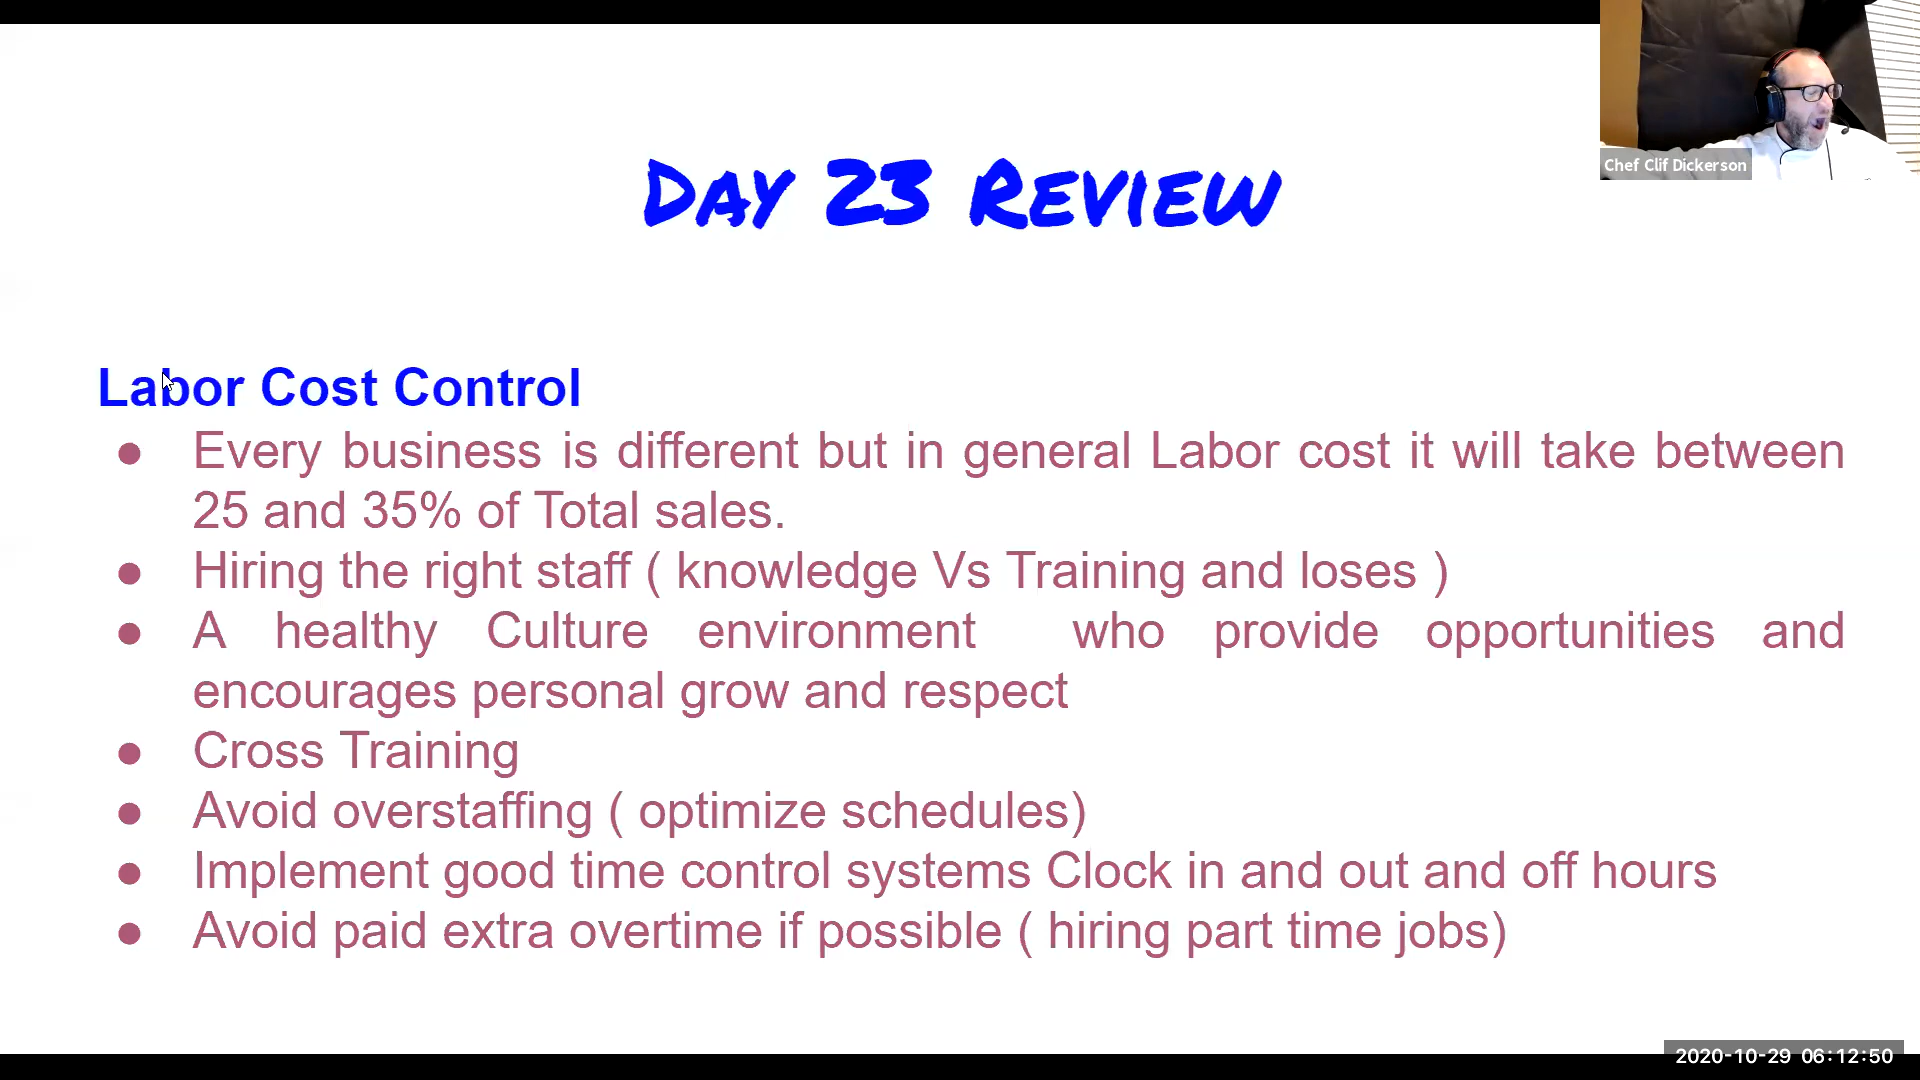 Chef Clif Dickerson
Day 23 Review
Labor Cost Control
● Every business is different but in general Labor cost it will take between
25 and 35% of Total sales.
● Hiring the right staff ( knowledge Vs Training and loses )
● A healthy Culture environment who provide opportunities and
encourages personal grow and respect
● Cross Training
● Avoid overstaffing ( optimize schedules)
● Implement good time control systems Clock in and out and off hours
● Avoid paid extra overtime if possible ( hiring part time jobs)
2020-10-29 06:12:50